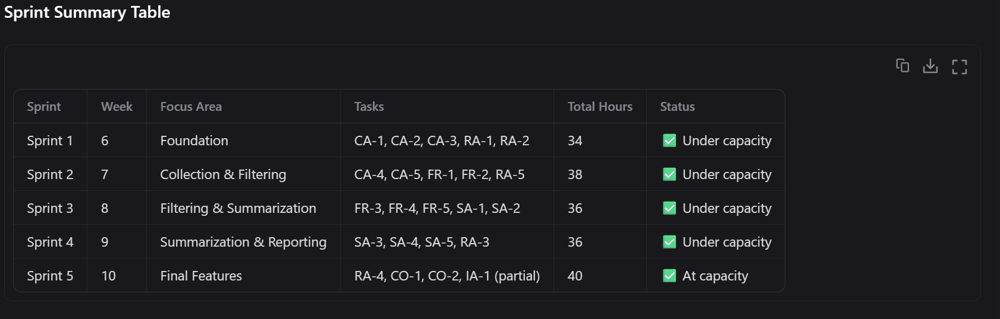 Sprint Summary Table
Sprint Week Focus Area Tasks Total Hours Status
Sprint 1 6 Foundation CA-1, CA-2, CA-3, RA-1, RA-2 34 ✅ Under capacity
Sprint 2 7 Collection & Filtering CA-4, CA-5, FR-1, FR-2, RA-5 38 ✅ Under capacity
Sprint 3 8 Filtering & Summarization FR-3, FR-4, FR-5, SA-1, SA-2 36 ✅ Under capacity
Sprint 4 9 Summarization & Reporting SA-3, SA-4, SA-5, RA-3 36 ✅ Under capacity
Sprint 5 10 Final Features RA-4, CO-1, CO-2, IA-1 (partial) 40 ✅ At capacity